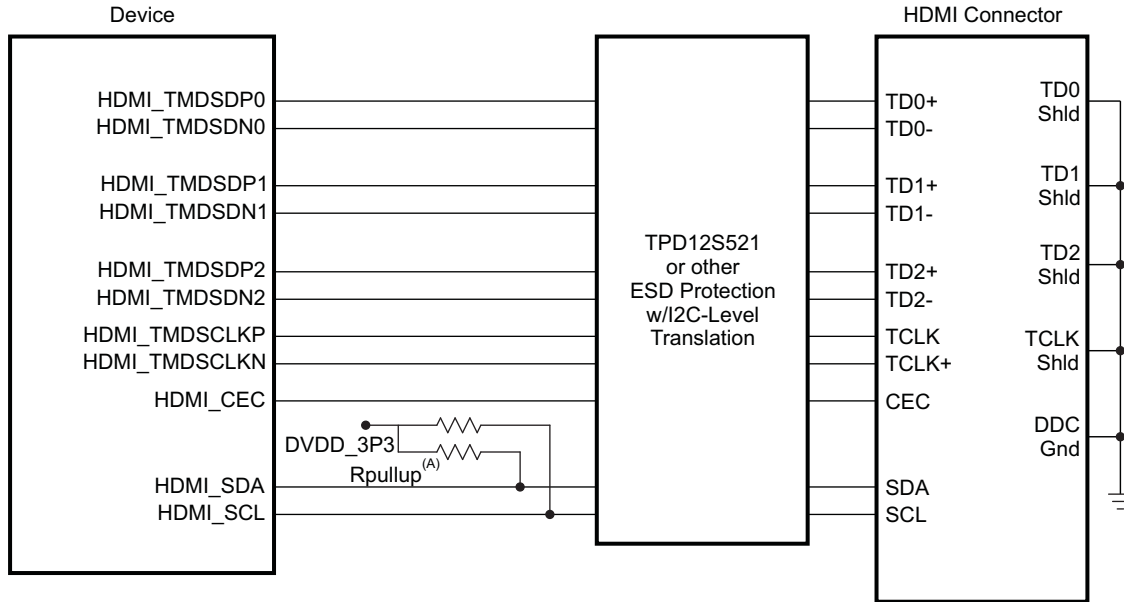 Device
HDMI Connector
HDMI_TMDSDP0
HDMI_TMDSDN0
HDMI_TMDSDP1
HDMI_TMDSDN1
HDMI_TMDSDP2
HDMI_TMDSDN2
HDMI_TMDSCLKP
HDMI_TMDSCLKN
HDMI_CEC
DVDD_3P3
Rpullup(A)
HDMI_SDA
HDMI_SCL
TPD12S521
or other
ESD Protection
w/I2C-Level
Translation
TD0+
TD0-
TD1+
TD1-
TD2+
TD2-
TCLK
TCLK+
CEC
SDA
SCL
TD0
Shld
TD1
Shld
TD2
Shld
TCLK
Shld
DDC
Gnd